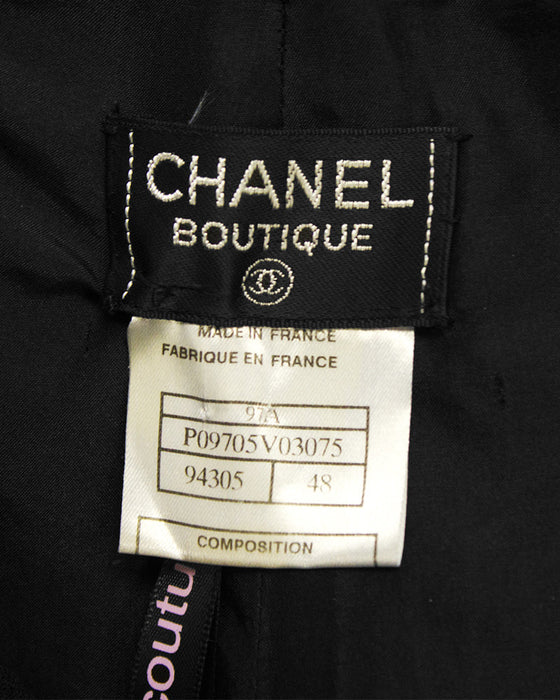 CHANEL
BOUTIQUE
MADE IN FRANCE
FABRIQUE EN FRANCE
97A
P09705V03075
94305 48
COMPOSITION
coutu